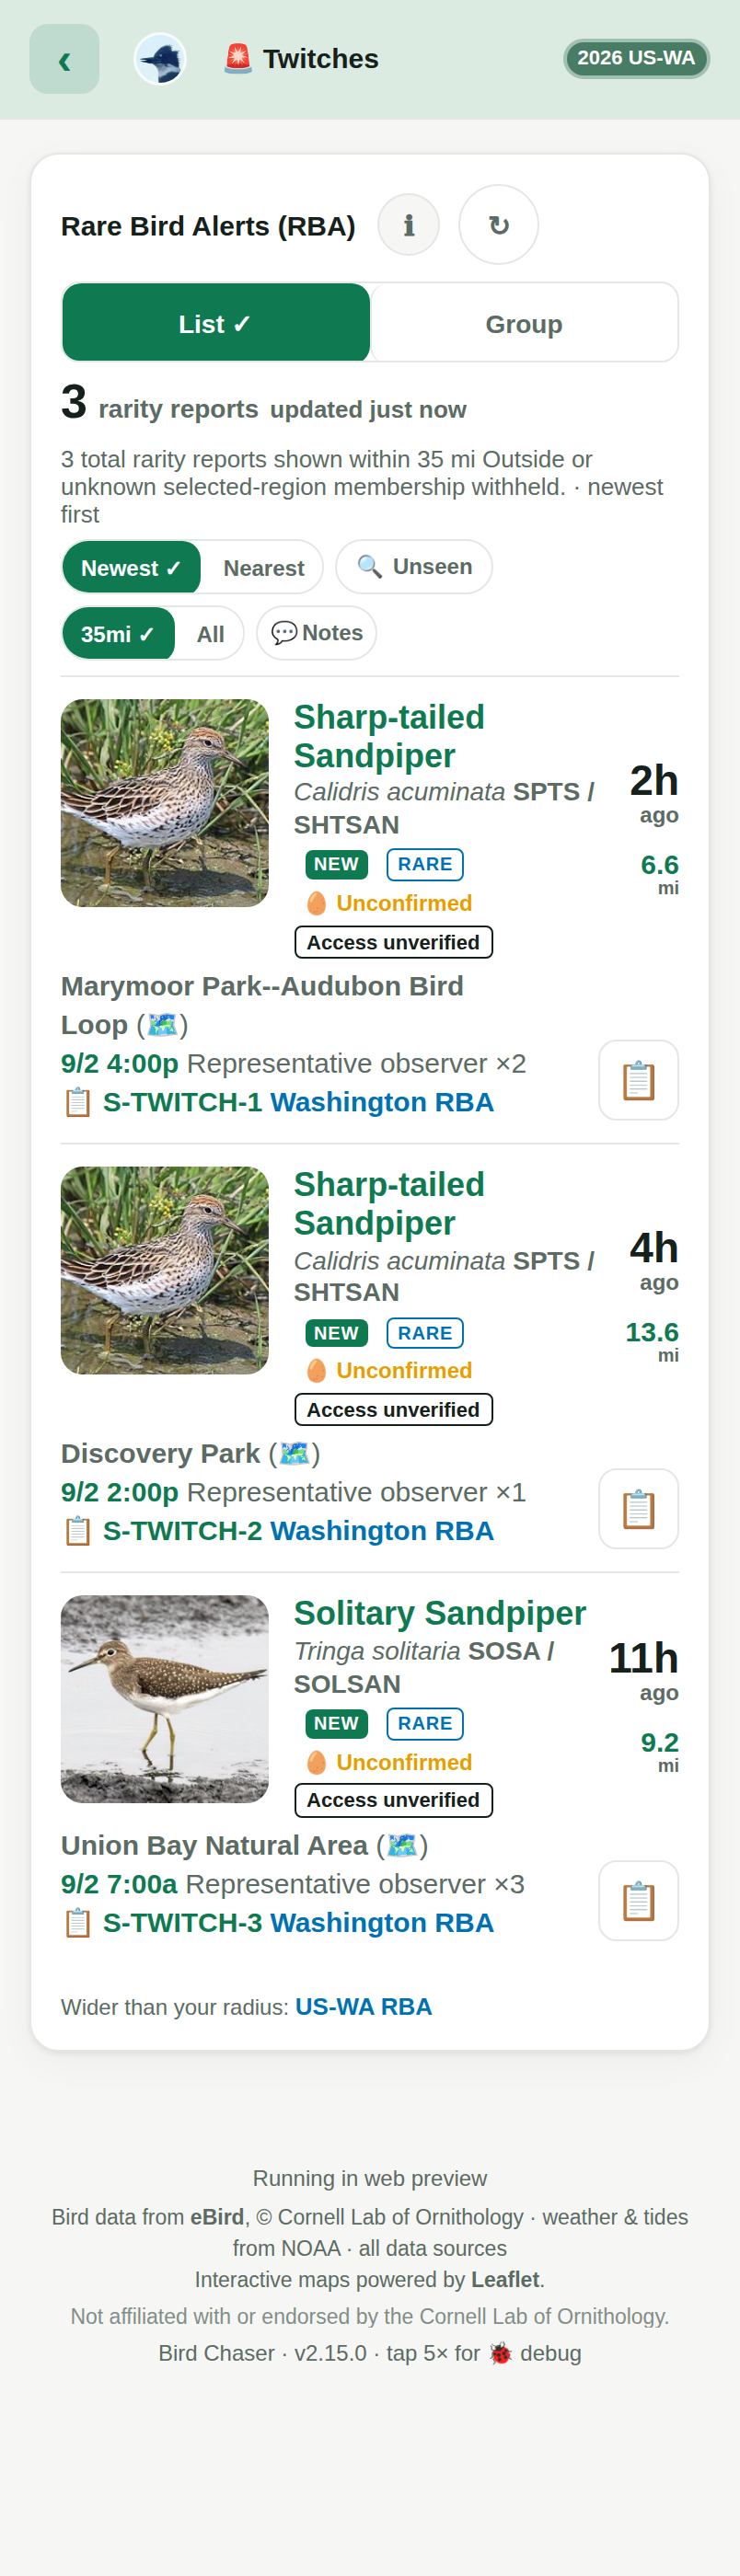 ‹ 🚨 Twitches 2026 US-WA
Rare Bird Alerts (RBA) ℹ ↻
List ✓ Group
3 rarity reports updated just now
3 total rarity reports shown within 35 mi Outside or
unknown selected-region membership withheld. · newest
first
Newest ✓ Nearest 🔍 Unseen
35mi ✓ All 💬 Notes
Sharp-tailed
Sandpiper
Calidris acuminata SPTS /
SHTSAN
2h
ago
6.6
mi
NEW RARE
🥚 Unconfirmed
Access unverified
Marymoor Park--Audubon Bird
Loop (🗺️)
9/2 4:00p Representative observer ×2
📋 S-TWITCH-1 Washington RBA
📋
Sharp-tailed
Sandpiper
Calidris acuminata SPTS /
SHTSAN
4h
ago
13.6
mi
NEW RARE
🥚 Unconfirmed
Access unverified
Discovery Park (🗺️)
9/2 2:00p Representative observer ×1
📋 S-TWITCH-2 Washington RBA
📋
Solitary Sandpiper
Tringa solitaria SOSA /
SOLSAN
11h
ago
9.2
mi
NEW RARE
🥚 Unconfirmed
Access unverified
Union Bay Natural Area (🗺️)
9/2 7:00a Representative observer ×3
📋 S-TWITCH-3 Washington RBA
📋
Wider than your radius: US-WA RBA
Running in web preview
Bird data from eBird, © Cornell Lab of Ornithology · weather & tides
from NOAA · all data sources
Interactive maps powered by Leaflet.
Not affiliated with or endorsed by the Cornell Lab of Ornithology.
Bird Chaser · v2.15.0 · tap 5× for 🐞 debug